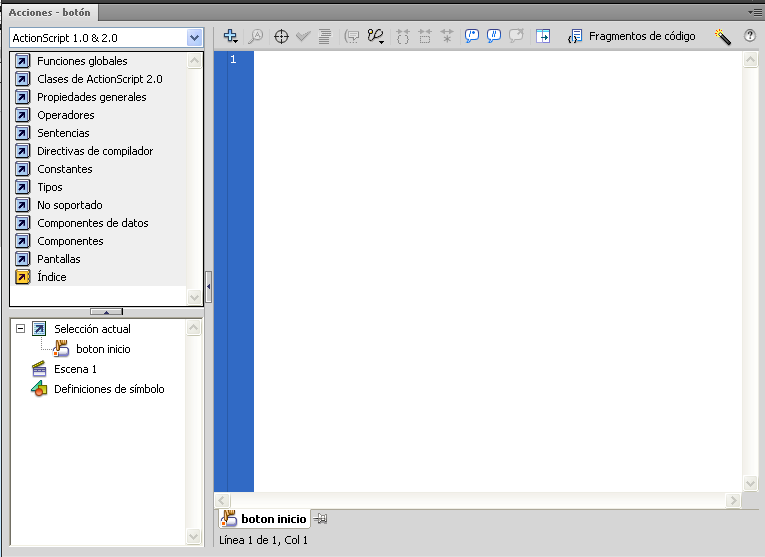 Acciones - botón
ActionScript 1.0 & 2.0
Fragmentos de código
Funciones globales
Clases de ActionScript 2.0
Propiedades generales
Operadores
Sentencias
Directivas de compilador
Constantes
Tipos
No soportado
Componentes de datos
Componentes
Pantallas
Índice
Selección actual
boton inicio
Escena 1
Definiciones de símbolo
1
boton inicio
Línea 1 de 1, Col 1